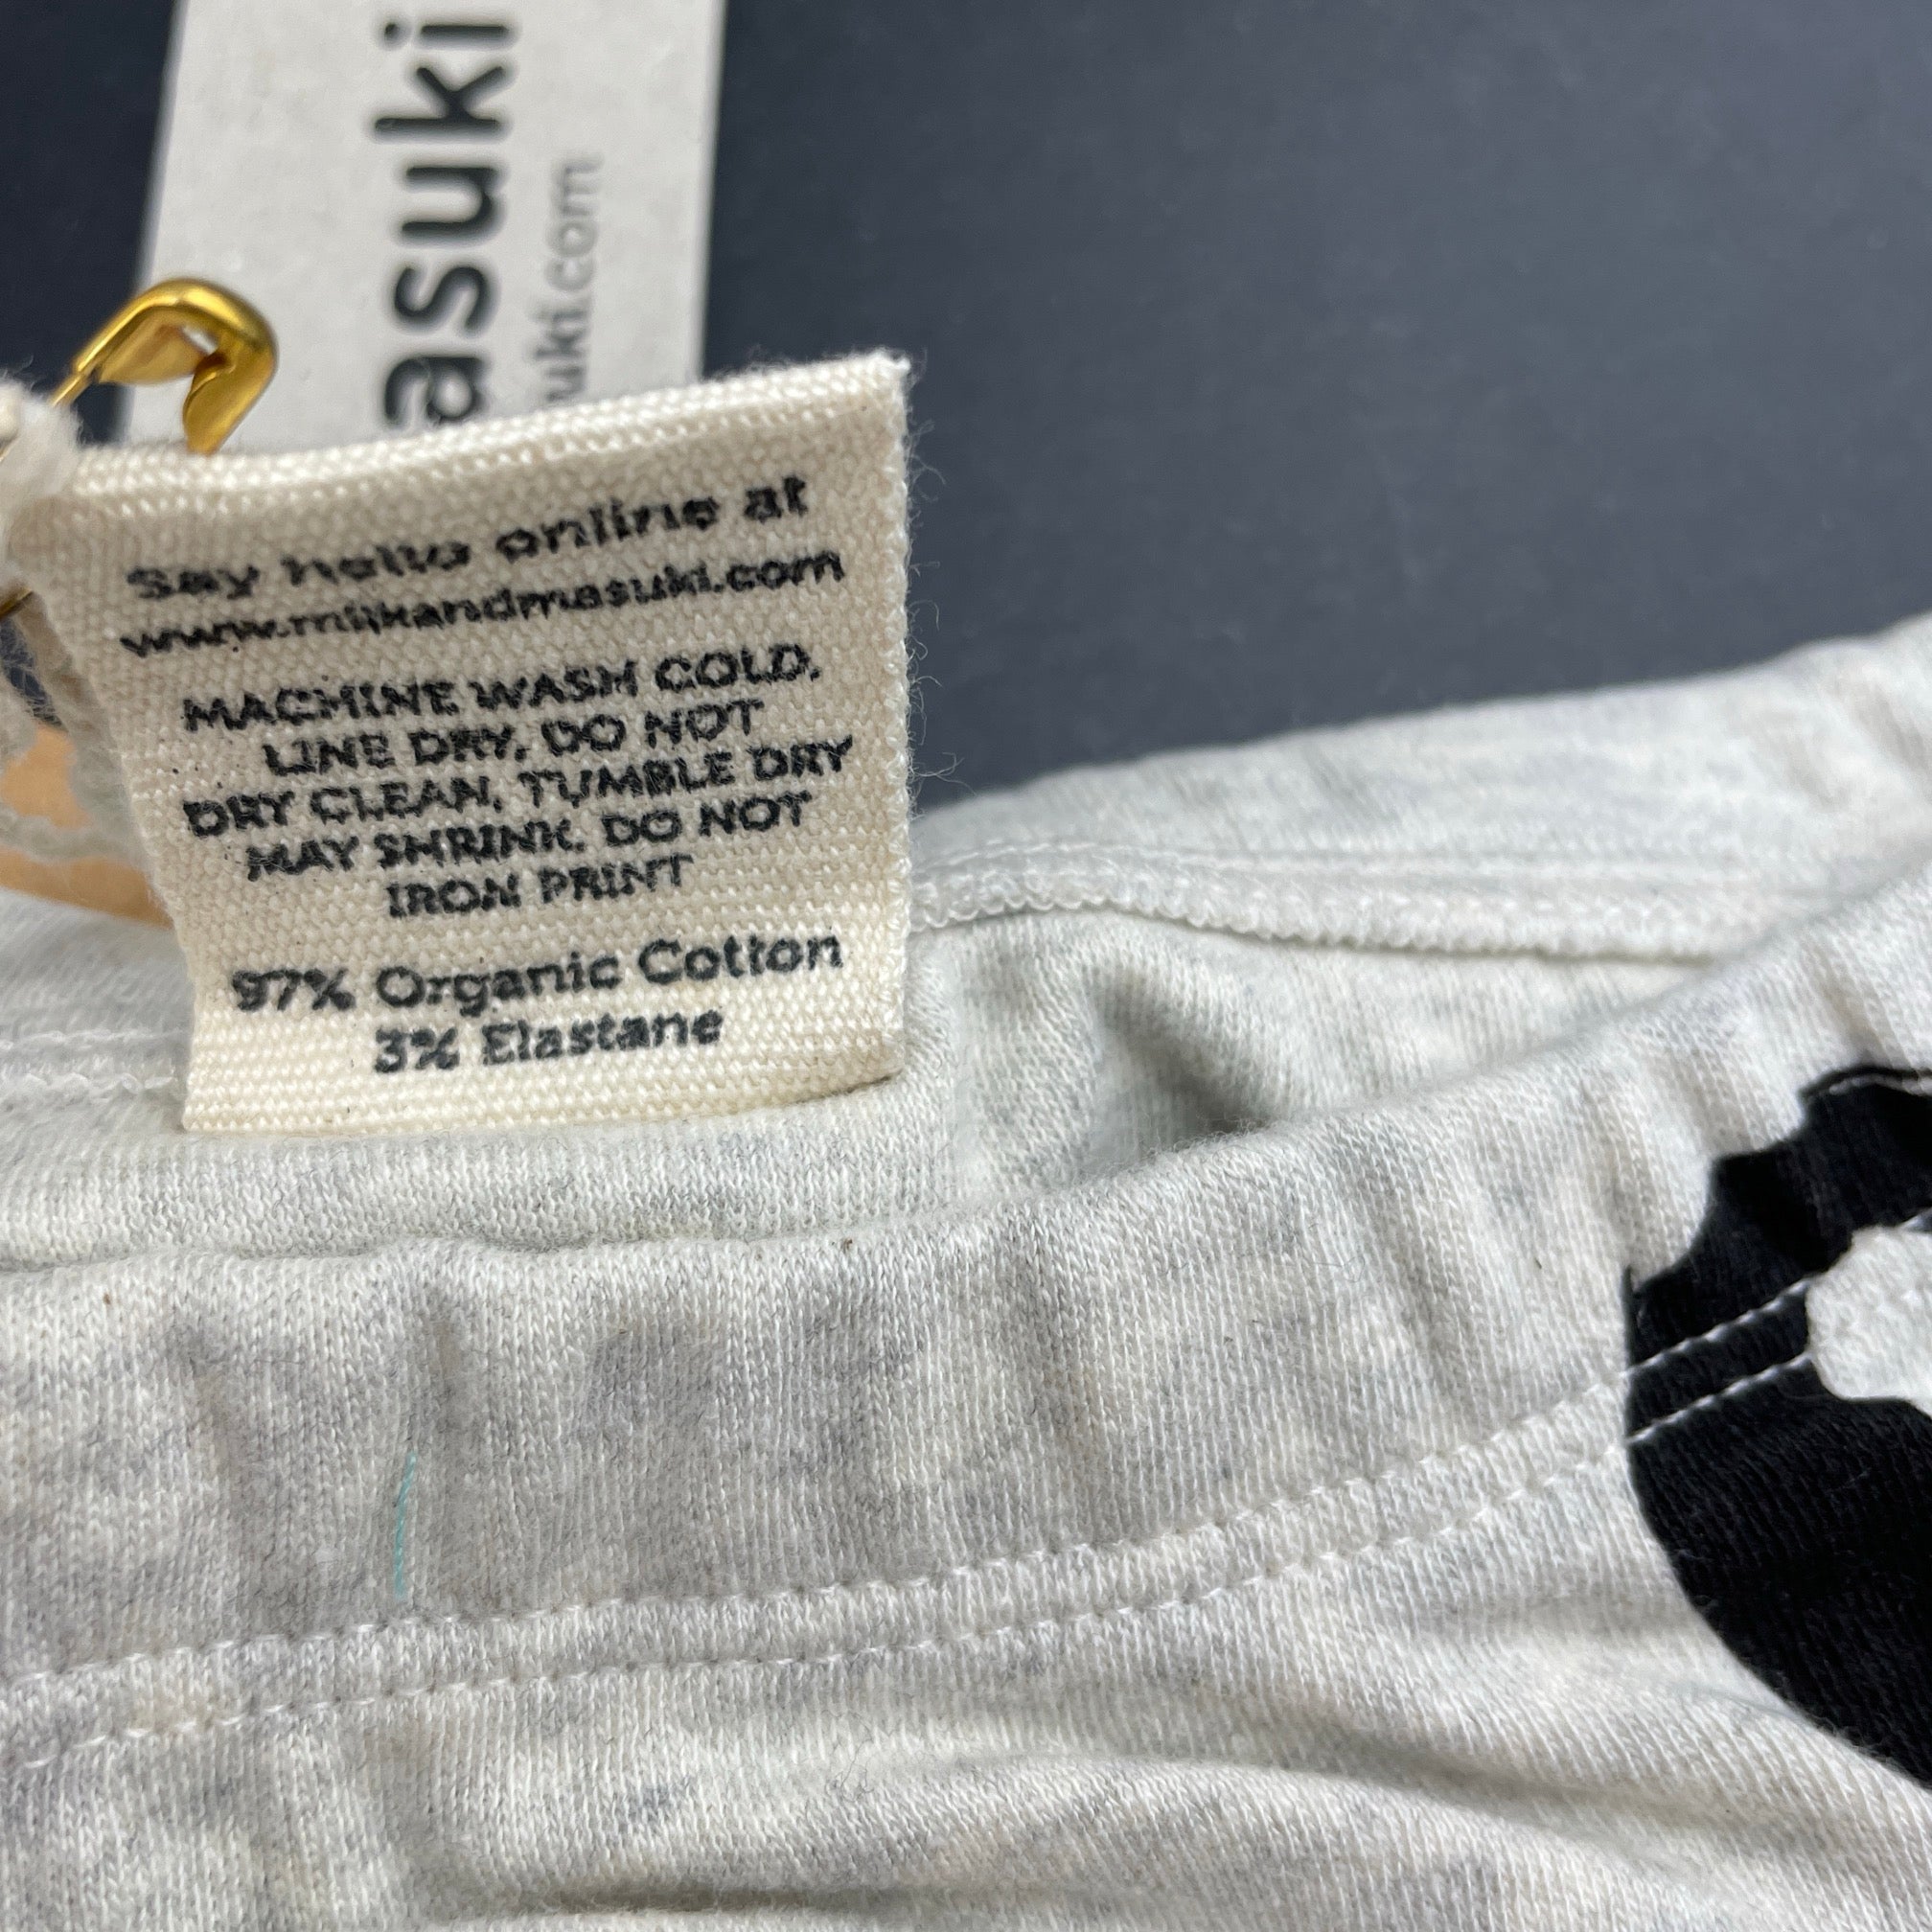 asuki
uki.com
Say hello online at
www.milkandmasuki.com
MACHINE WASH COLD,
LINE DRY, DO NOT
DRY CLEAN, TUMBLE DRY
MAY SHRINK. DO NOT
IRON PRINT
97% Organic Cotton
3% Elastane